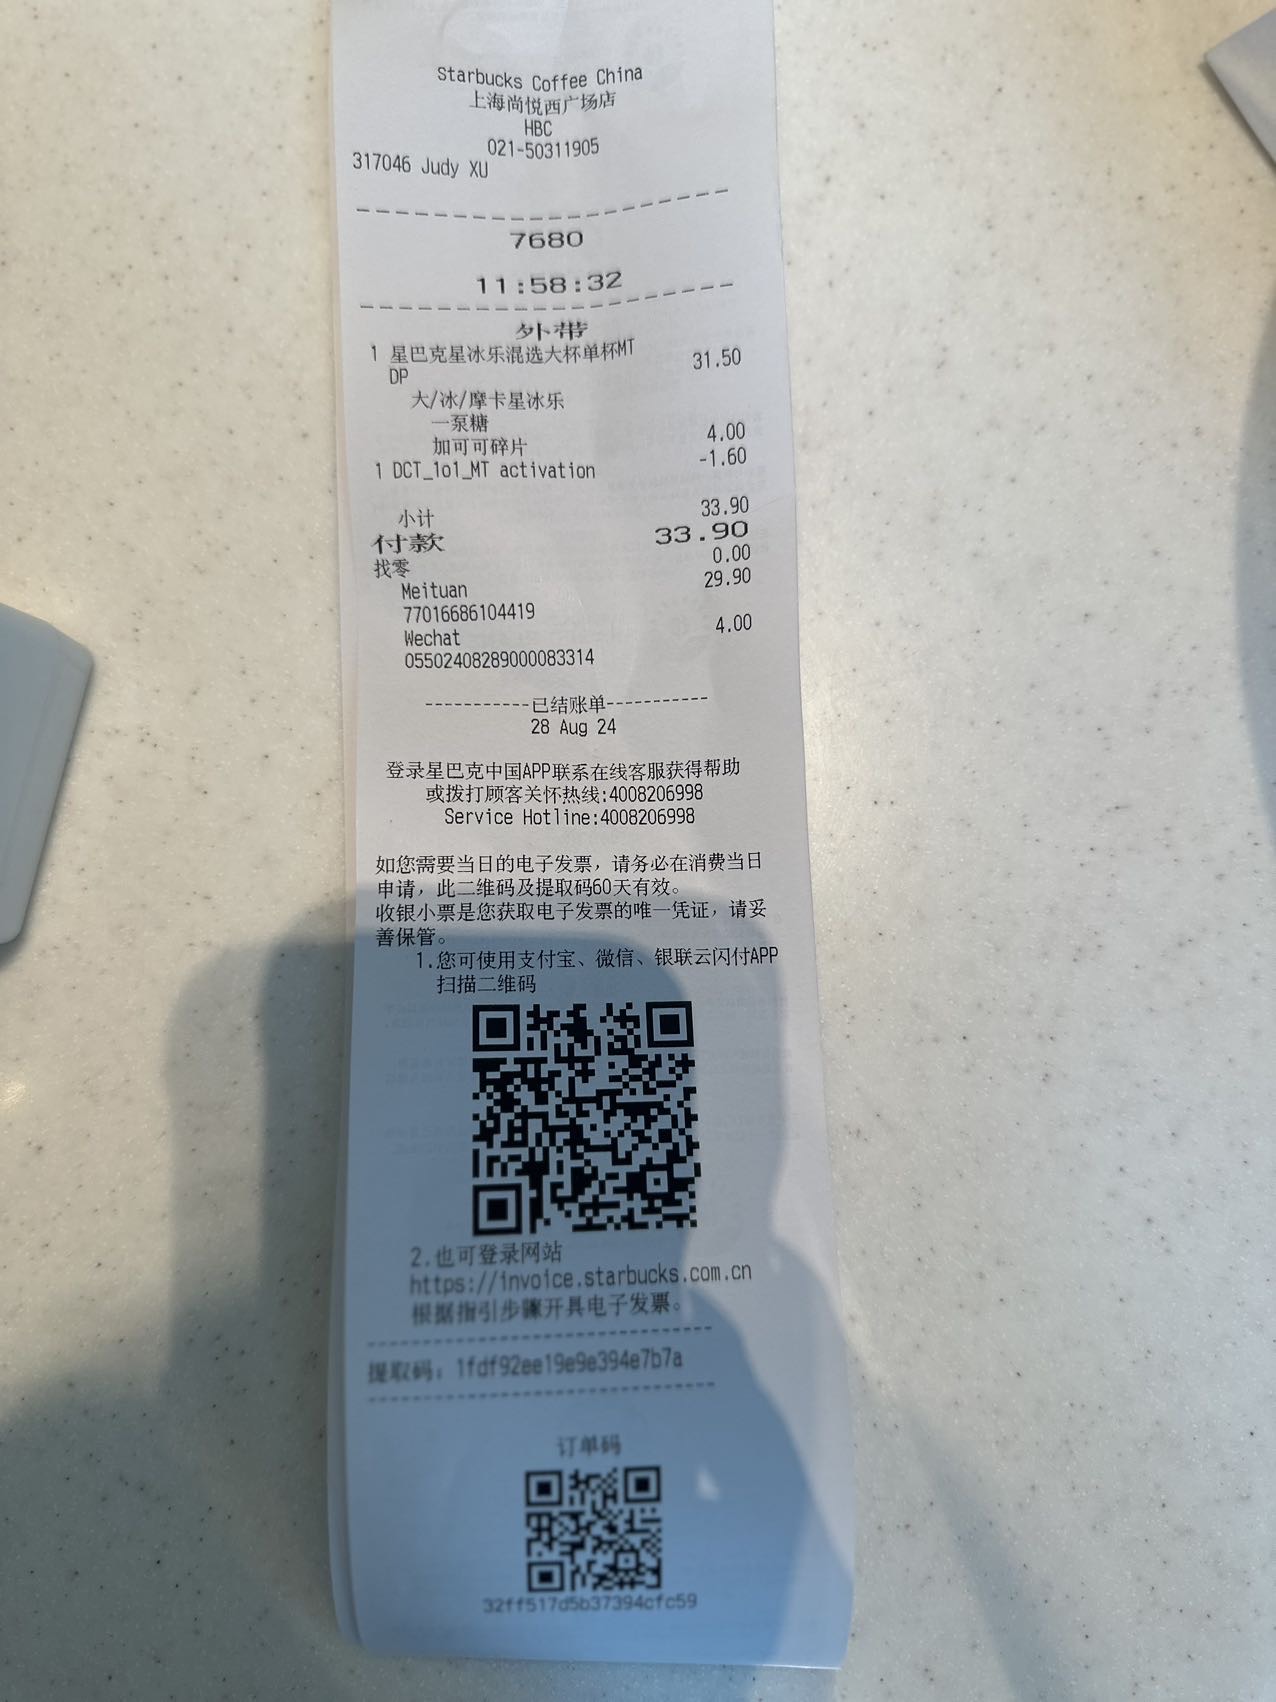 Starbucks Coffee China
上海尚悦西广场店
HBC
021-50311905
317046 Judy XU
7680
11:58:32
外带
1 星巴克星冰乐混选大杯单杯MT 31.50
DP
大/冰/摩卡星冰乐
一泵糖
加可可碎片 4.00
1 DCT_1o1_MT activation -1.60
小计 33.90
付款 33.90
找零 0.00
Meituan 29.90
77016686104419
Wechat 4.00
05502408289000083314
-----------已结账单-----------
28 Aug 24
登录星巴克中国APP联系在线客服获得帮助
或拨打顾客关怀热线:4008206998
Service Hotline:4008206998
如您需要当日的电子发票，请务必在消费当日
申请，此二维码及提取码60天有效。
收银小票是您获取电子发票的唯一凭证，请妥
善保管。
1.您可使用支付宝、微信、银联云闪付APP
扫描二维码
2.也可登录网站
https://invoice.starbucks.com.cn
根据指引步骤开具电子发票。
提取码：1fdf92ee19e9e394e7b7a
订单码
32ff517d5b37394cfc59